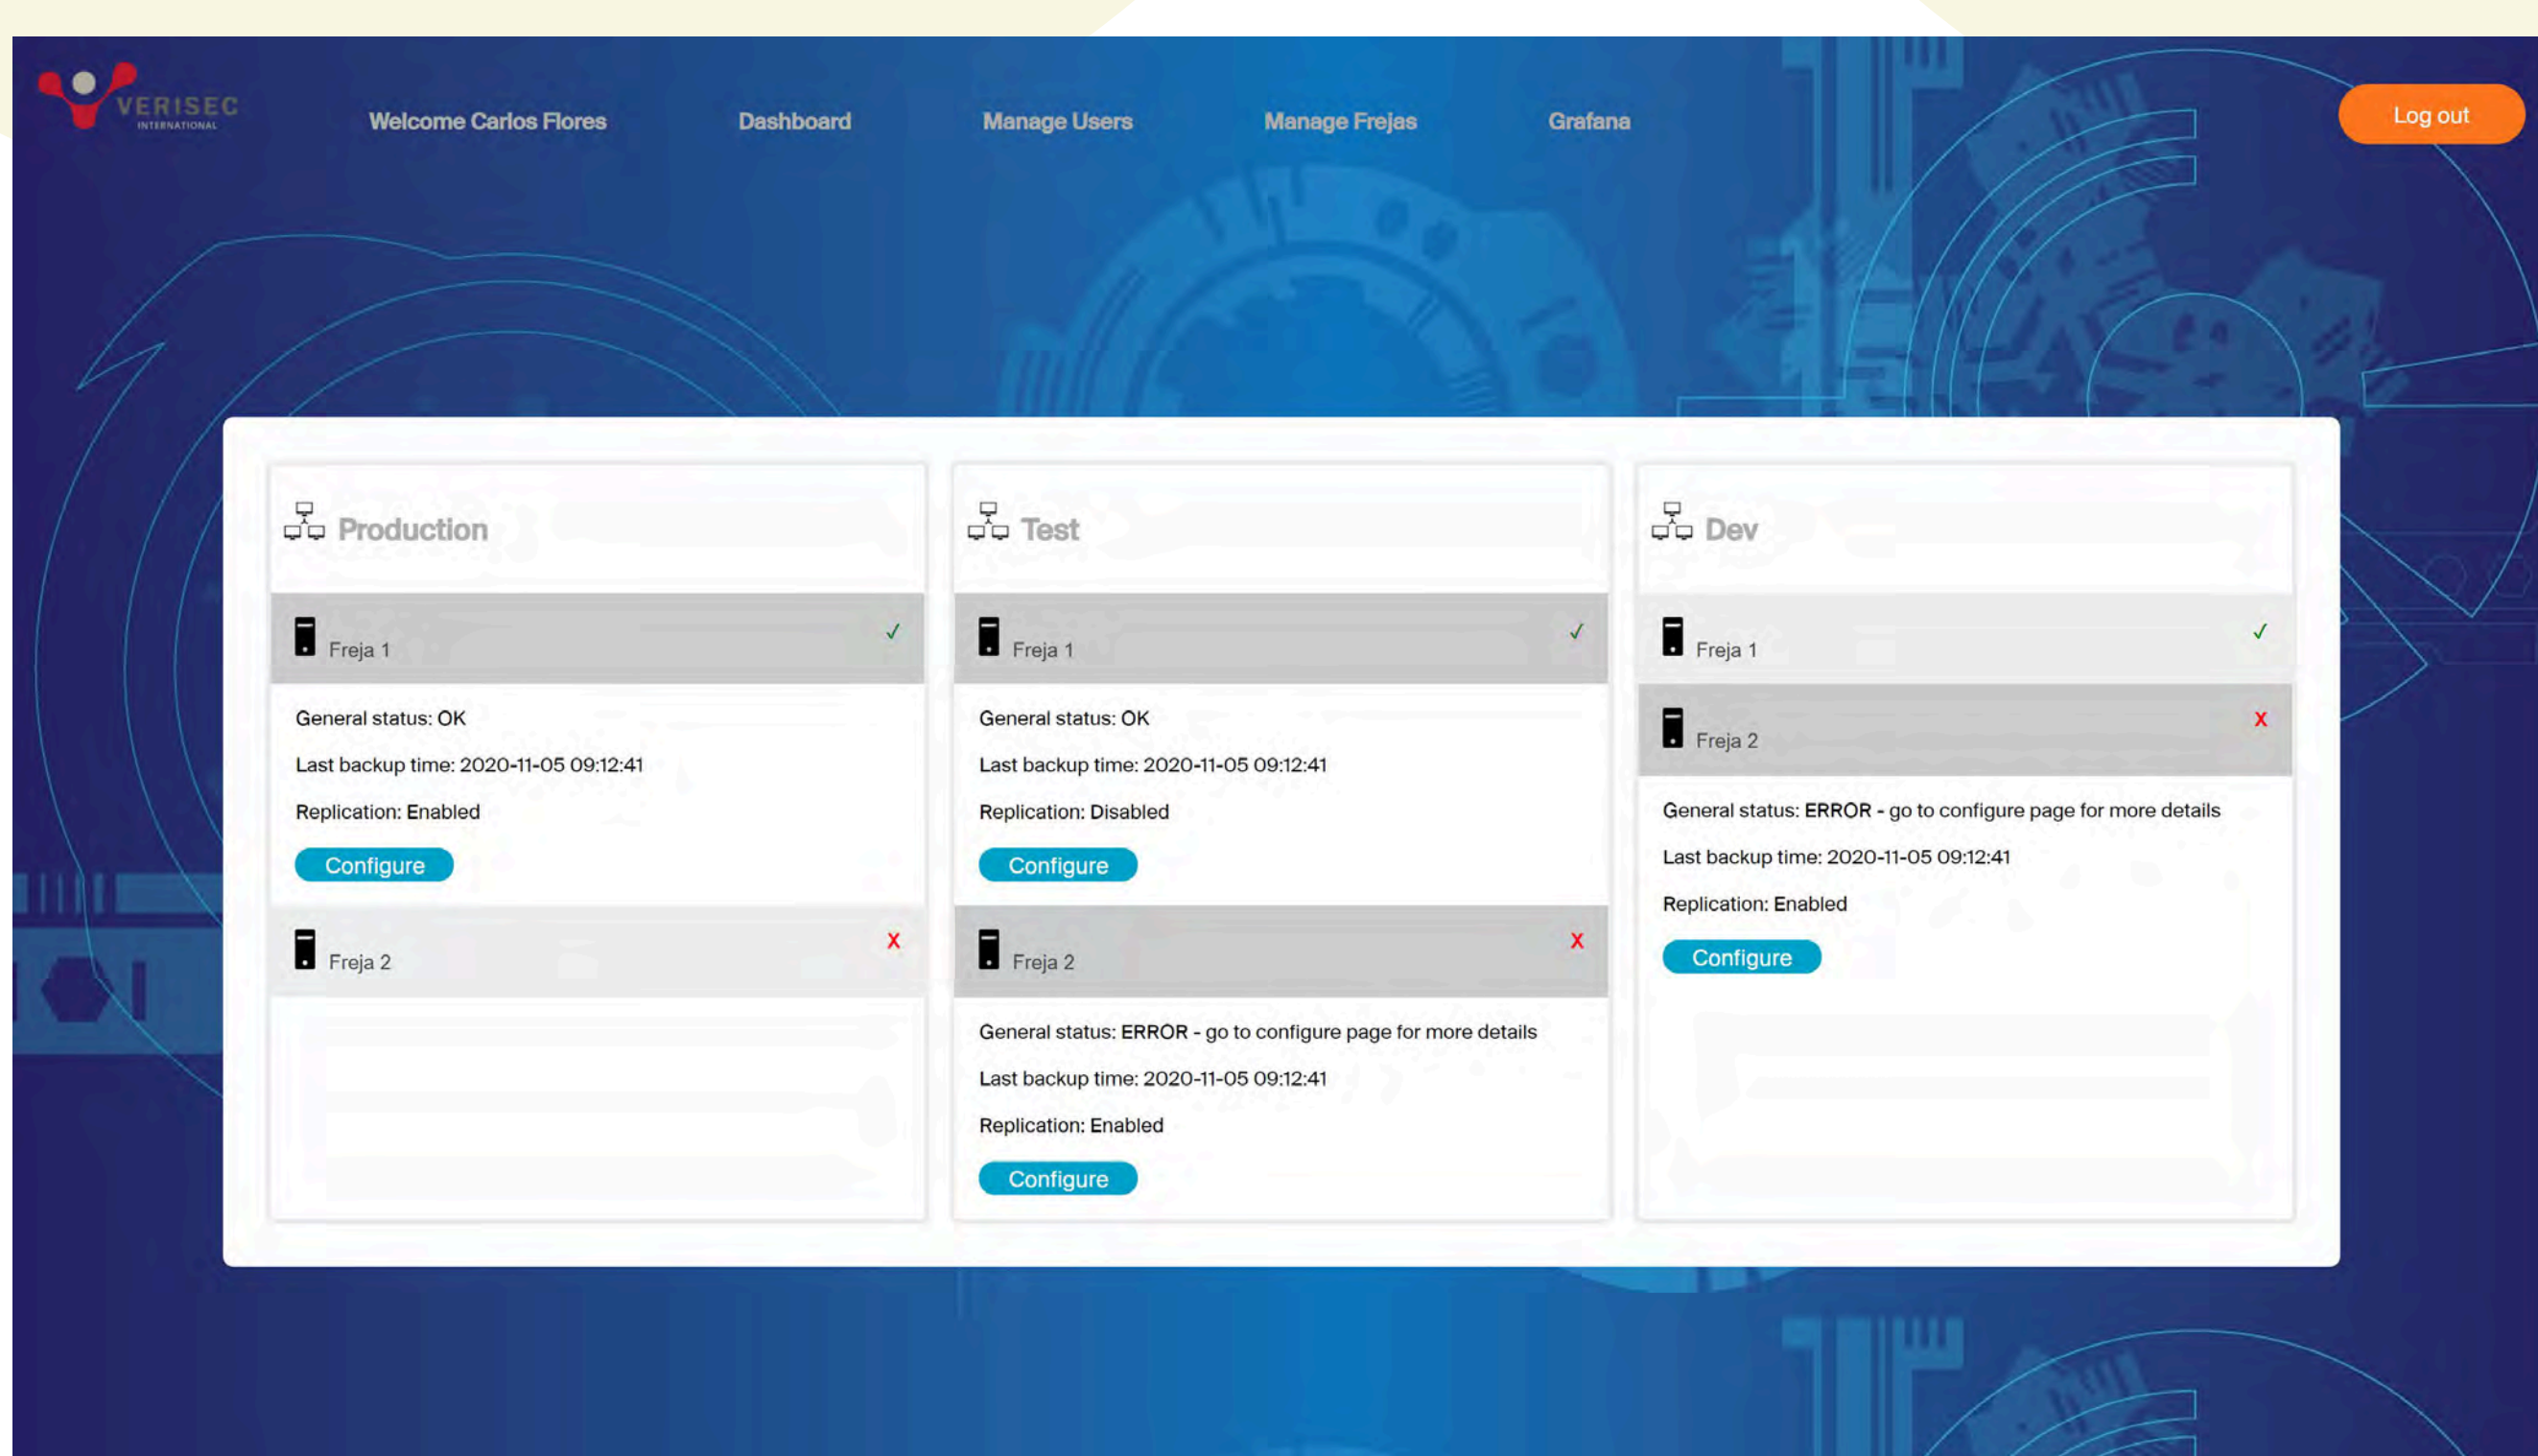 VERISEC
INTERNATIONAL
Welcome Carlos Flores
Dashboard
Manage Users
Manage Frejas
Grafana
Log out
Production
Freja 1
✓
General status: OK
Last backup time: 2020-11-05 09:12:41
Replication: Enabled
Configure
Freja 2
X
Test
Freja 1
✓
General status: OK
Last backup time: 2020-11-05 09:12:41
Replication: Disabled
Configure
Freja 2
X
General status: ERROR - go to configure page for more details
Last backup time: 2020-11-05 09:12:41
Replication: Enabled
Configure
Dev
Freja 1
✓
Freja 2
X
General status: ERROR - go to configure page for more details
Last backup time: 2020-11-05 09:12:41
Replication: Enabled
Configure